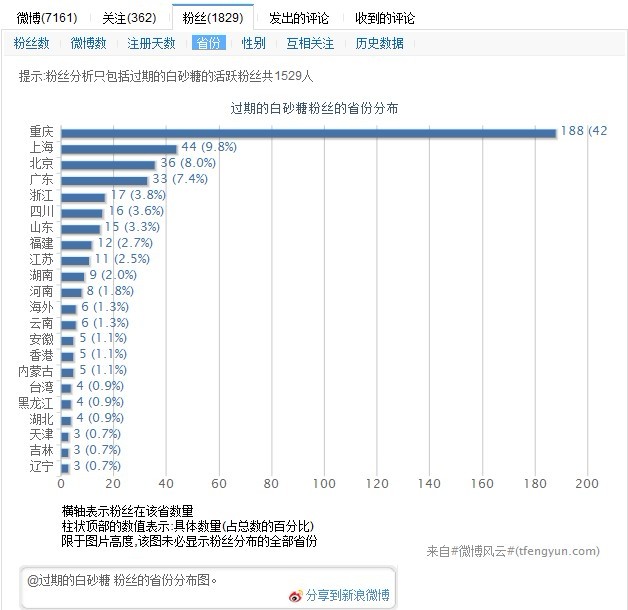 微博(7161) 关注(362) 粉丝(1829) 发出的评论 收到的评论
粉丝数 微博数 注册天数 省份 性别 互相关注 历史数据
提示:粉丝分析只包括过期的白砂糖的活跃粉丝共1529人
过期的白砂糖粉丝的省份分布
重庆 188 (42
上海 44 (9.8%)
北京 36 (8.0%)
广东 33 (7.4%)
浙江 17 (3.8%)
四川 16 (3.6%)
山东 15 (3.3%)
福建 12 (2.7%)
江苏 11 (2.5%)
湖南 9 (2.0%)
河南 8 (1.8%)
海外 6 (1.3%)
云南 6 (1.3%)
安徽 5 (1.1%)
香港 5 (1.1%)
内蒙古 5 (1.1%)
台湾 4 (0.9%)
黑龙江 4 (0.9%)
湖北 4 (0.9%)
天津 3 (0.7%)
吉林 3 (0.7%)
辽宁 3 (0.7%)
0 20 40 60 80 100 120 140 160 180 200
横轴表示粉丝在该省数量
柱状顶部的数值表示:具体数量(占总数的百分比)
限于图片高度,该图未必显示粉丝分布的全部省份
来自#微博风云#(tfengyun.com)
@过期的白砂糖 粉丝的省份分布图。
分享到新浪微博